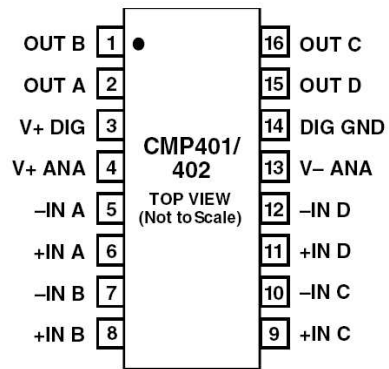 OUT B 1 16 OUT C
OUT A 2 15 OUT D
V+ DIG 3 14 DIG GND
V+ ANA 4 13 V– ANA
–IN A 5 12 –IN D
+IN A 6 11 +IN D
–IN B 7 10 –IN C
+IN B 8 9 +IN C
CMP401/
402
TOP VIEW
(Not to Scale)